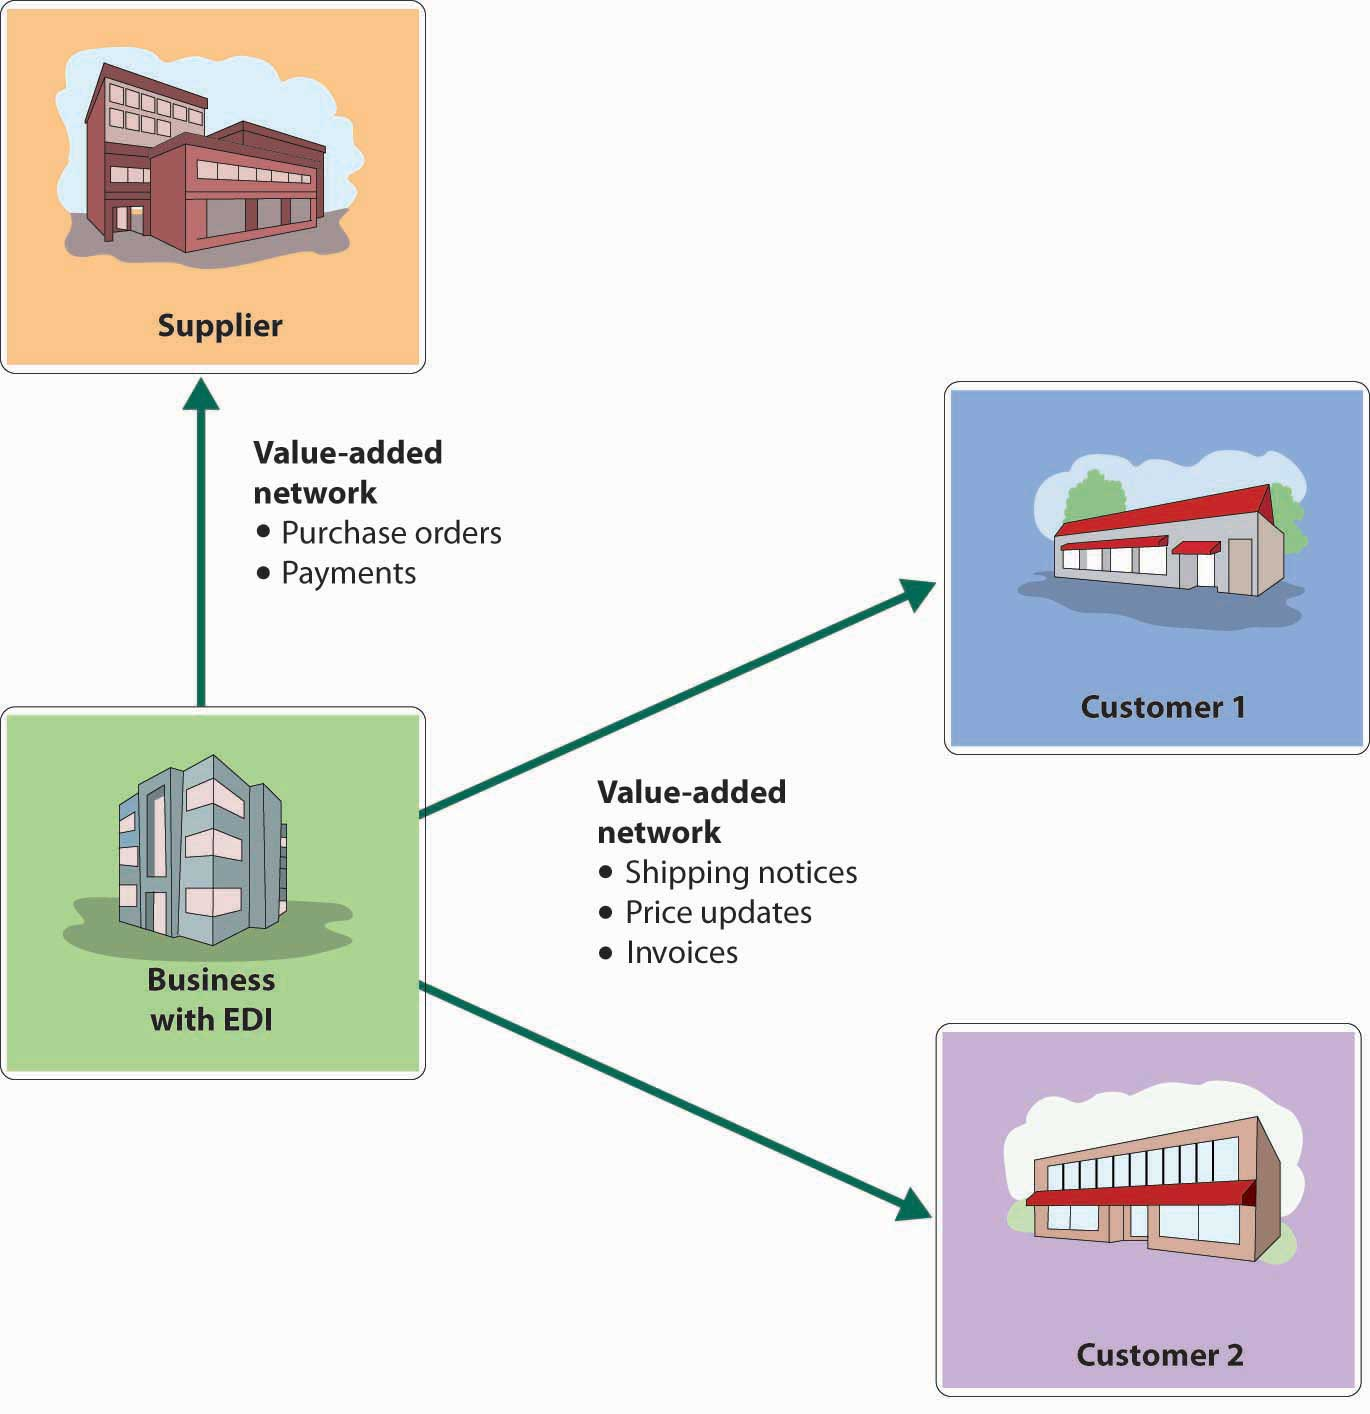 Supplier
Value-added
network
• Purchase orders
• Payments
Customer 1
Value-added
network
• Shipping notices
• Price updates
• Invoices
Business
with EDI
Customer 2